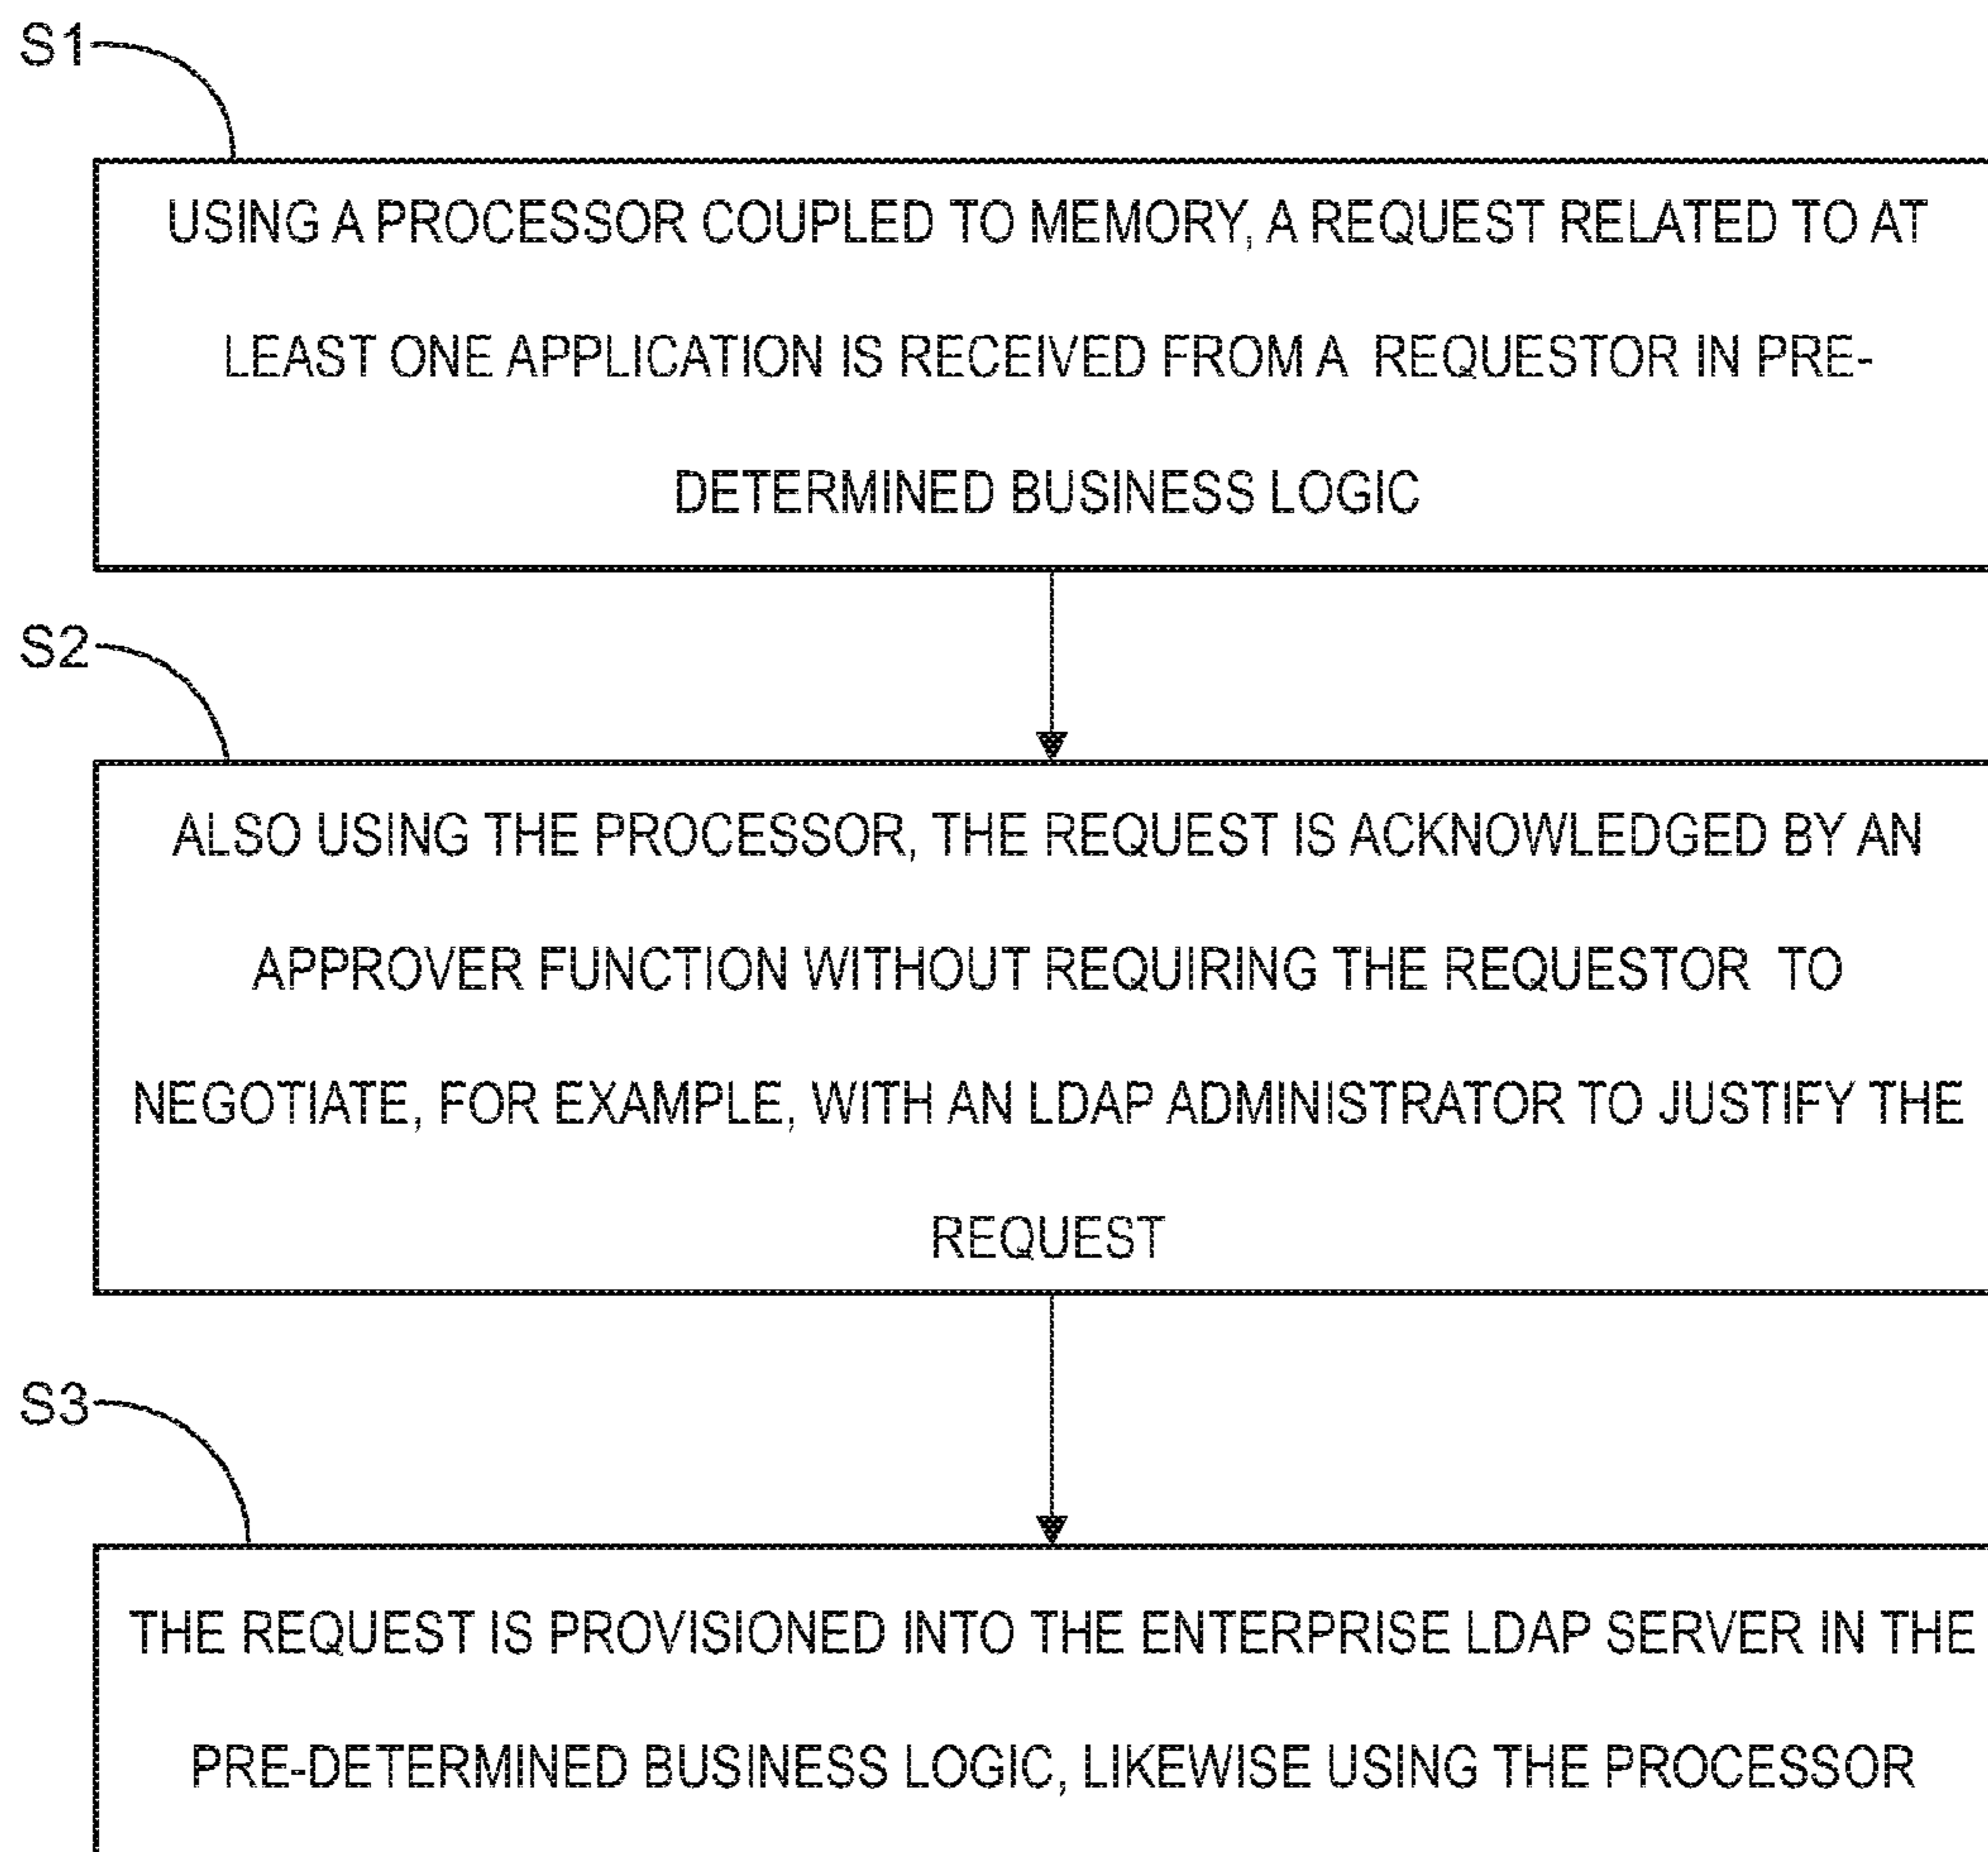 S1
USING A PROCESSOR COUPLED TO MEMORY, A REQUEST RELATED TO AT
LEAST ONE APPLICATION IS RECEIVED FROM A REQUESTOR IN PRE-
DETERMINED BUSINESS LOGIC
S2
ALSO USING THE PROCESSOR, THE REQUEST IS ACKNOWLEDGED BY AN
APPROVER FUNCTION WITHOUT REQUIRING THE REQUESTOR TO
NEGOTIATE, FOR EXAMPLE, WITH AN LDAP ADMINISTRATOR TO JUSTIFY THE
REQUEST
S3
THE REQUEST IS PROVISIONED INTO THE ENTERPRISE LDAP SERVER IN THE
PRE-DETERMINED BUSINESS LOGIC, LIKEWISE USING THE PROCESSOR